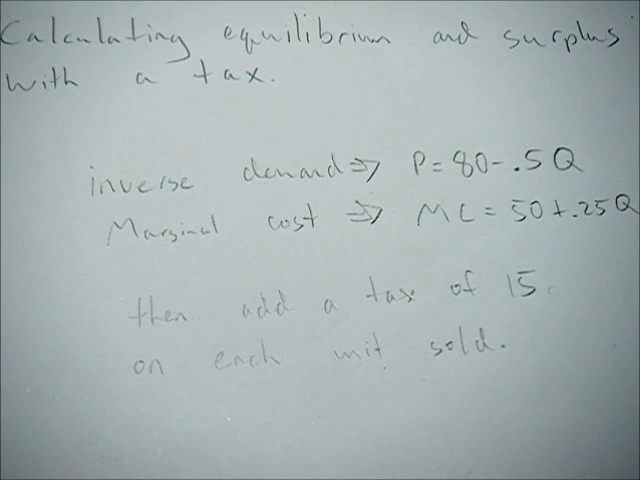 Calculating equilibrium and surplus
with a tax.
inverse demand => P = 80 - .5Q
Marginal cost => MC = 50 + .25Q
then add a tax of 15.
on each unit sold.